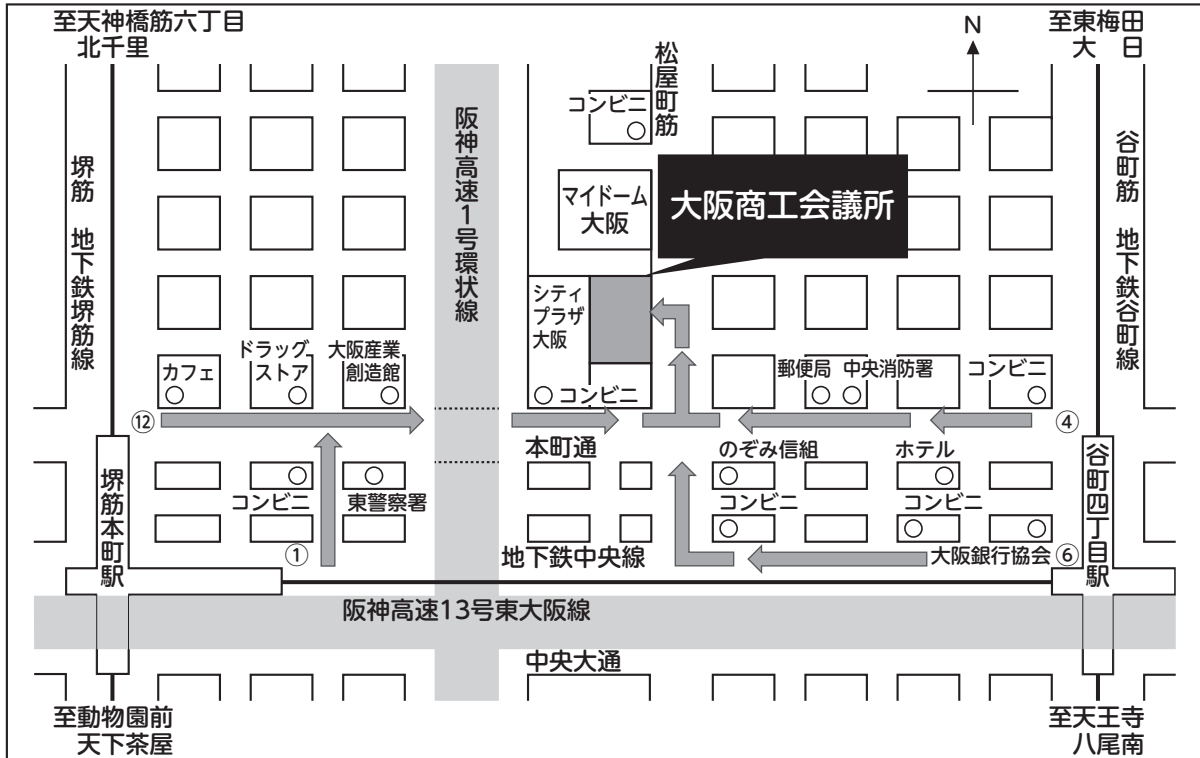 至天神橋筋六丁目
北千里
至東梅田
大　日
N
松屋町筋
コンビニ
阪神高速1号環状線
堺筋　地下鉄堺筋線
谷町筋　地下鉄谷町線
マイドーム
大阪
大阪商工会議所
シティ
プラザ
大阪
カフェ
ドラッグ
ストア
大阪産業
創造館
コンビニ
郵便局
中央消防署
コンビニ
⑫
本町通
④
のぞみ信組
ホテル
コンビニ
東警察署
コンビニ
コンビニ
堺筋本町駅
谷町四丁目駅
①
地下鉄中央線
大阪銀行協会
⑥
阪神高速13号東大阪線
中央大通
至動物園前
天下茶屋
至天王寺
八尾南